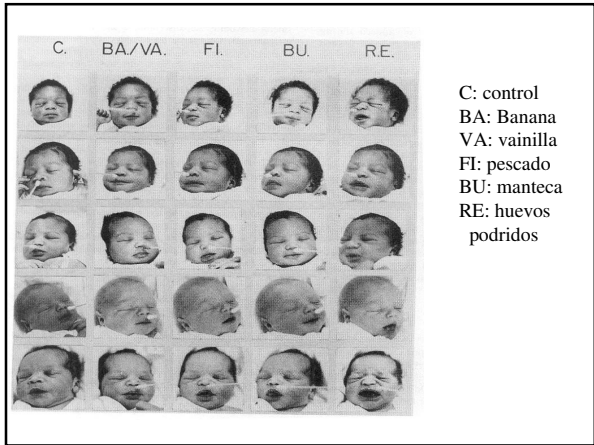 C. BA./VA. FI. BU. R.E.
C: control
BA: Banana
VA: vainilla
FI: pescado
BU: manteca
RE: huevos
podridos